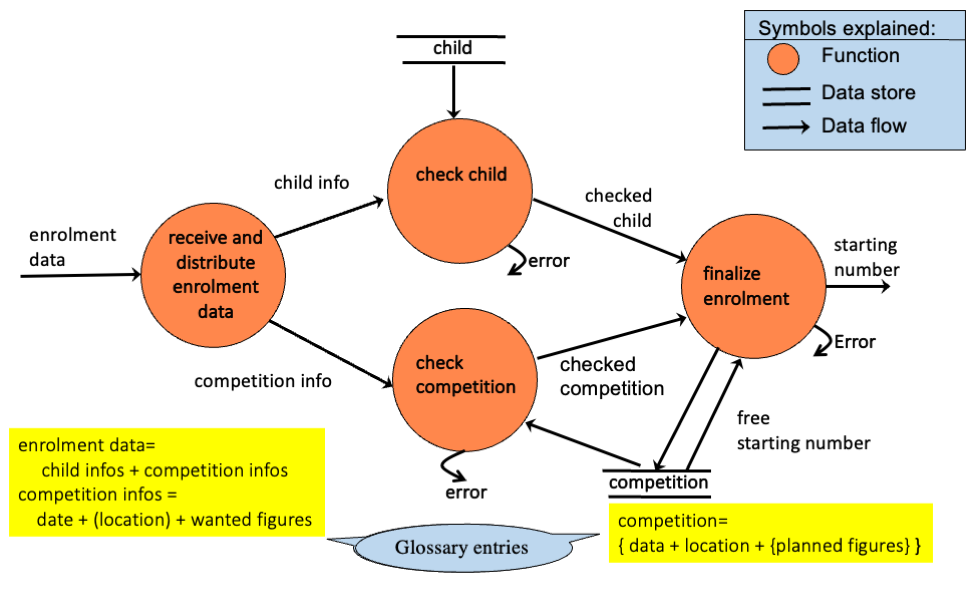 child
Symbols explained:
Function
Data store
Data flow
check child
child info
checked
child
enrolment
data
receive and
distribute
enrolment
data
error
finalize
enrolment
starting
number
Error
check
competition
checked
competition
competition info
free
starting number
error
competition
enrolment data=
child infos + competition infos
competition infos =
date + (location) + wanted figures
Glossary entries
competition=
{ data + location + {planned figures} }